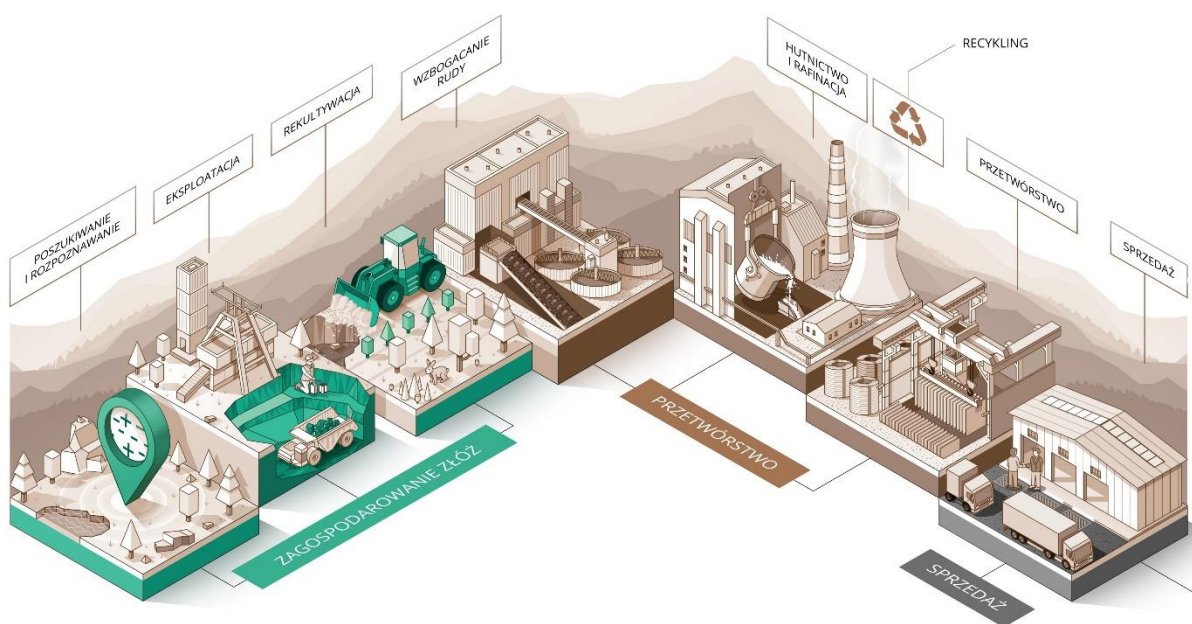 POSZUKIWANIE
I ROZPOZNAWANIE
EKSPLOATACJA
REKULTYWACJA
WZBOGACANIE
RUDY
HUTNICTWO
I RAFINACJA
RECYKLING
PRZETWÓRSTWO
SPRZEDAŻ
ZAGOSPODAROWANIE ZŁÓŻ
PRZETWÓRSTWO
SPRZEDAŻ